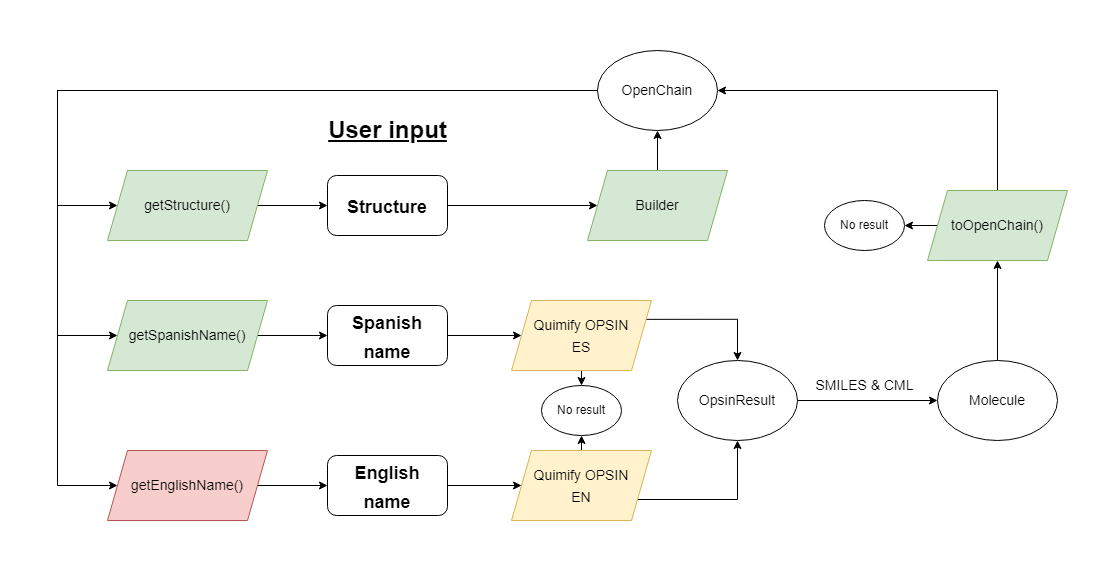 OpenChain
User input
getStructure()
Structure
Builder
No result
toOpenChain()
getSpanishName()
Spanish
name
Quimify OPSIN
ES
No result
OpsinResult
SMILES & CML
Molecule
getEnglishName()
English
name
Quimify OPSIN
EN